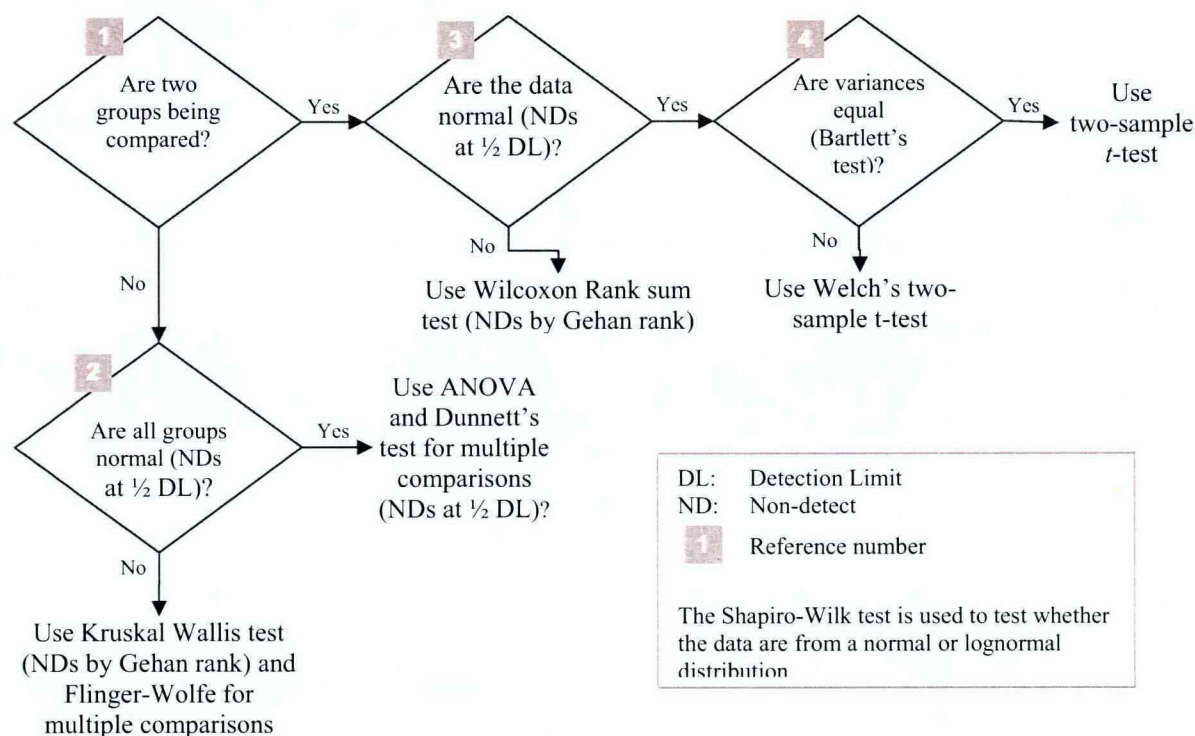 1
Are two
groups being
compared?
Yes
No
3
Are the data
normal (NDs
at ½ DL)?
Yes
No
Use Wilcoxon Rank sum
test (NDs by Gehan rank)
4
Are variances
equal
(Bartlett's
test)?
Yes
Use
two-sample
t-test
No
Use Welch's two-
sample t-test
2
Are all groups
normal (NDs
at ½ DL)?
Yes
Use ANOVA
and Dunnett's
test for multiple
comparisons
(NDs at ½ DL)?
No
Use Kruskal Wallis test
(NDs by Gehan rank) and
Flinger-Wolfe for
multiple comparisons
DL: Detection Limit
ND: Non-detect
1 Reference number
The Shapiro-Wilk test is used to test whether
the data are from a normal or lognormal
distribution